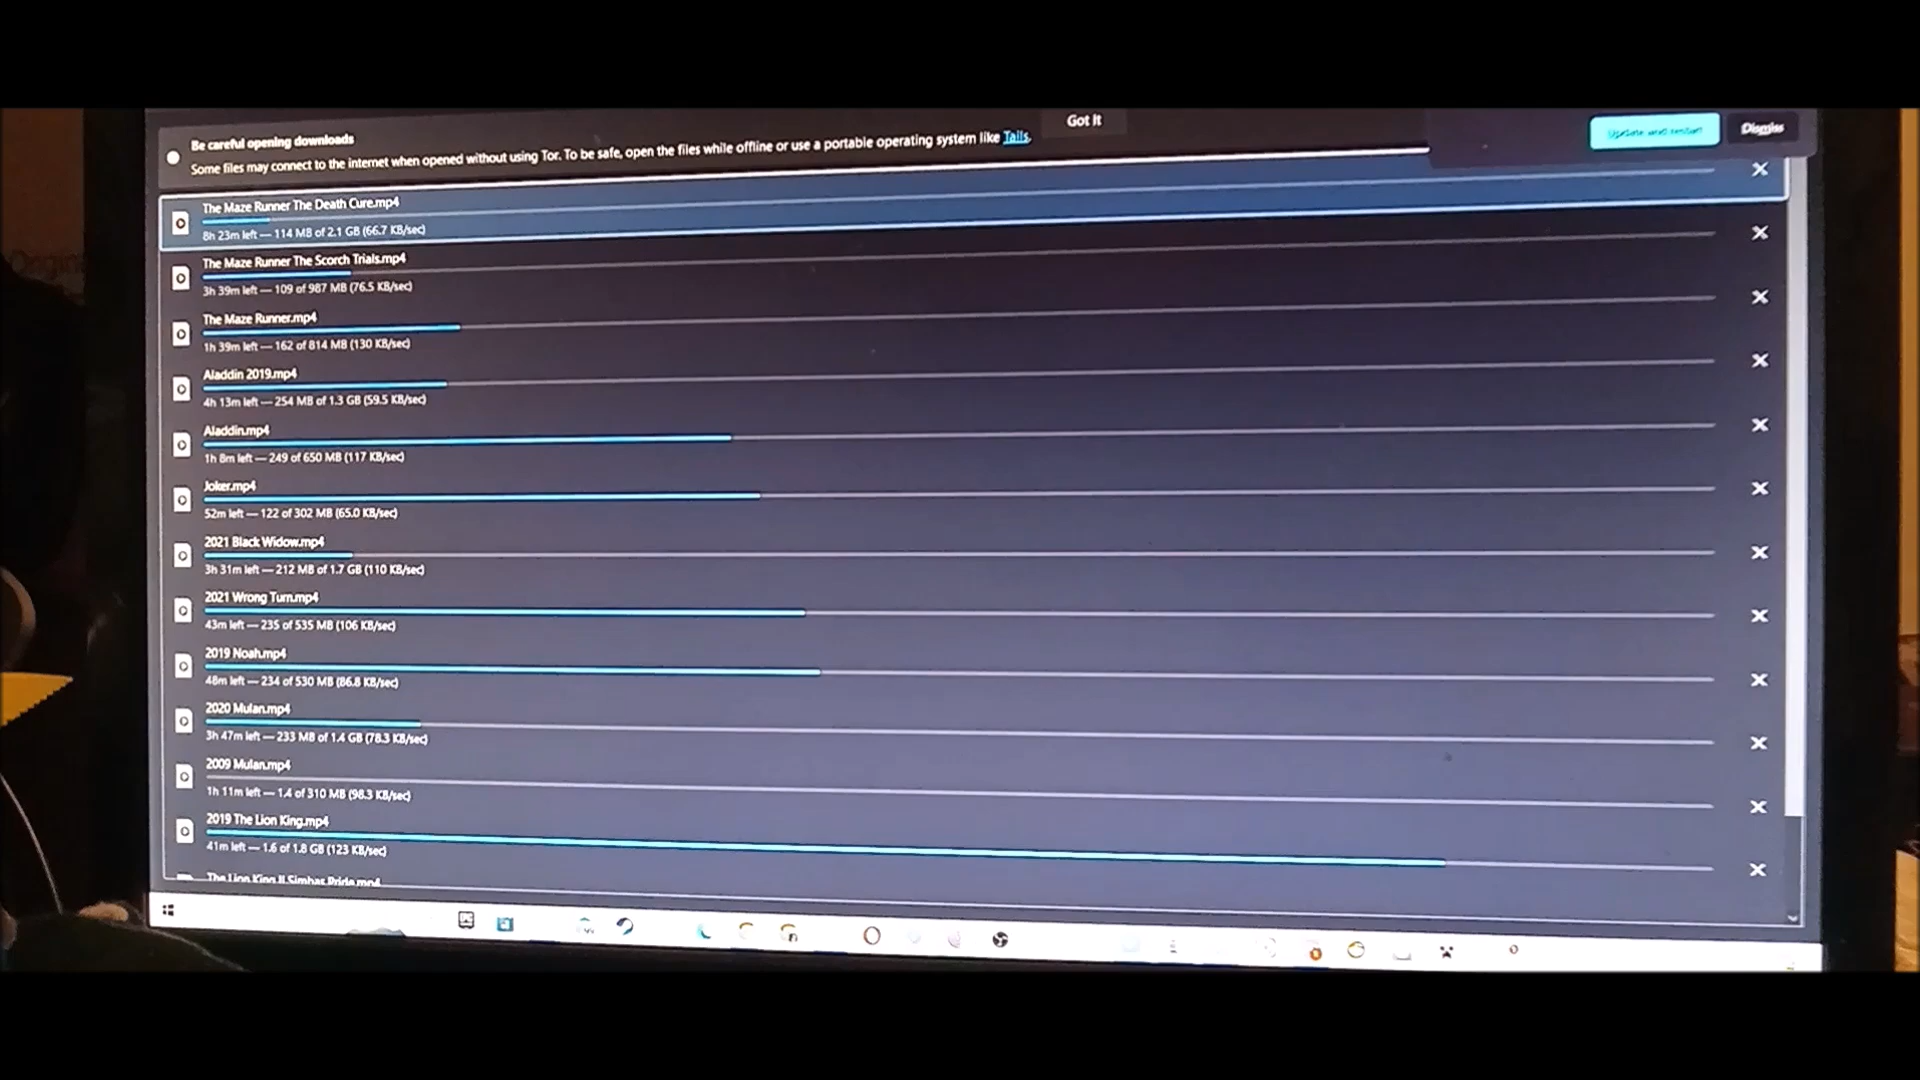 Be careful opening downloads
Some files may connect to the internet when opened without using Tor. To be safe, open the files while offline or use a portable operating system like Tails.
Got It
Update and restart
Dismiss
The Maze Runner The Death Cure.mp4
8h 23m left — 114 MB of 2.1 GB (66.7 KB/sec)
The Maze Runner The Scorch Trials.mp4
3h 39m left — 109 of 987 MB (76.5 KB/sec)
The Maze Runner.mp4
1h 39m left — 162 of 814 MB (130 KB/sec)
Aladdin 2019.mp4
4h 13m left — 254 MB of 1.3 GB (59.5 KB/sec)
Aladdin.mp4
1h 8m left — 249 of 650 MB (117 KB/sec)
Joker.mp4
52m left — 122 of 302 MB (65.0 KB/sec)
2021 Black Widow.mp4
3h 31m left — 212 MB of 1.7 GB (110 KB/sec)
2021 Wrong Turn.mp4
43m left — 235 of 535 MB (106 KB/sec)
2019 Noah.mp4
48m left — 234 of 530 MB (86.8 KB/sec)
2020 Mulan.mp4
3h 47m left — 233 MB of 1.4 GB (78.3 KB/sec)
2009 Mulan.mp4
1h 11m left — 1.4 of 310 MB (98.3 KB/sec)
2019 The Lion King.mp4
41m left — 1.6 of 1.8 GB (123 KB/sec)
The Lion King II Simbas Pride.mp4